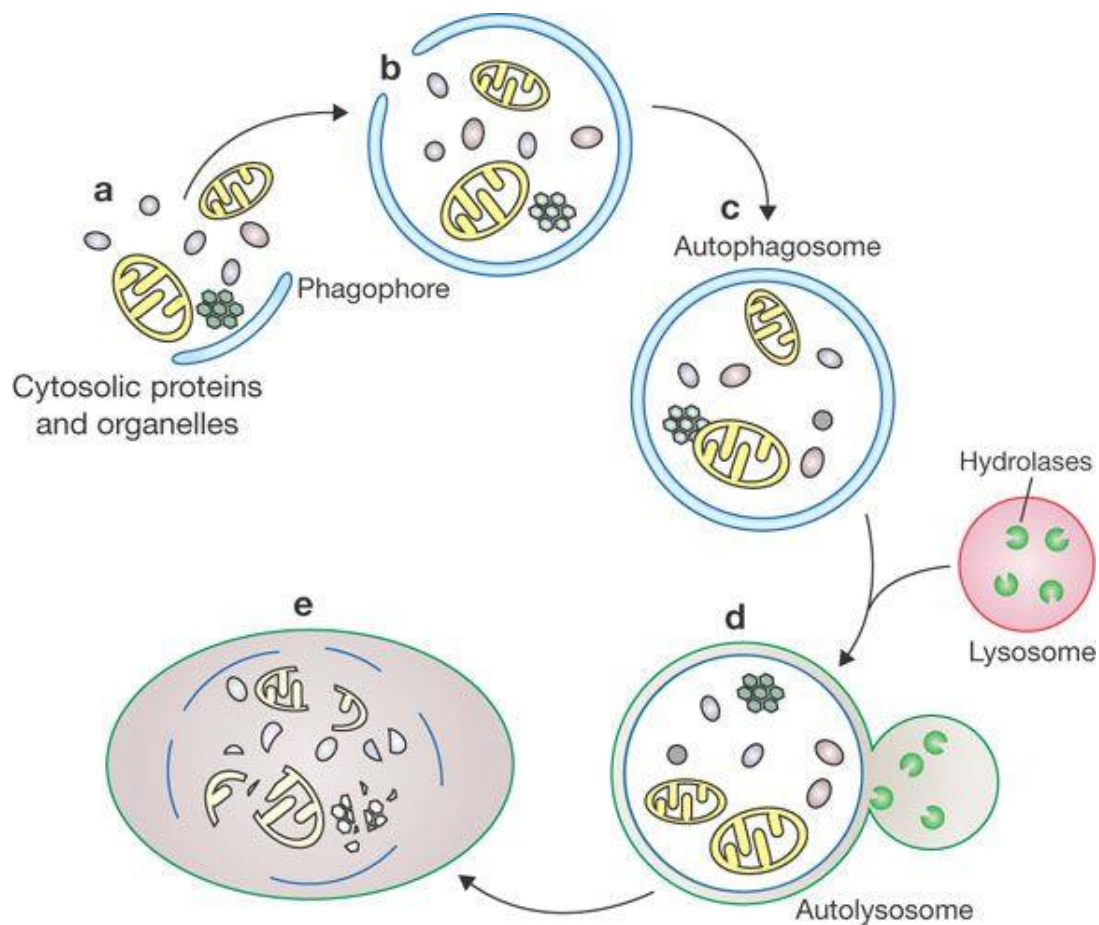 a
Phagophore
Cytosolic proteins
and organelles
b
c
Autophagosome
Hydrolases
Lysosome
d
Autolysosome
e